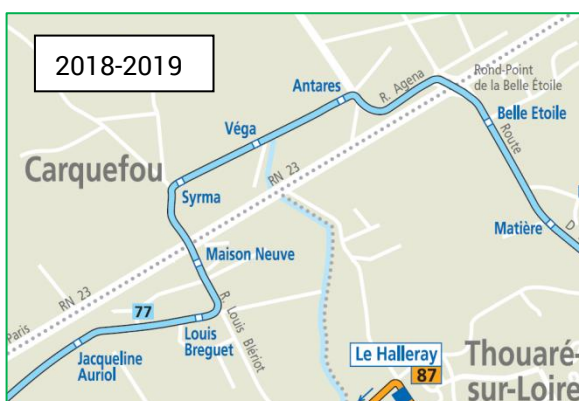 2018-2019
Rond-Point
de la Belle Étoile
R. Agena
Antares
Belle Etoile
Véga
Route
Carquefou
RN 23
Syrma
Matière
D
Maison Neuve
RN 23
77
R. Louis Blériot
Paris
Louis
Breguet
Jacqueline
Auriol
Le Halleray
87
Thouaré-
sur-Loire